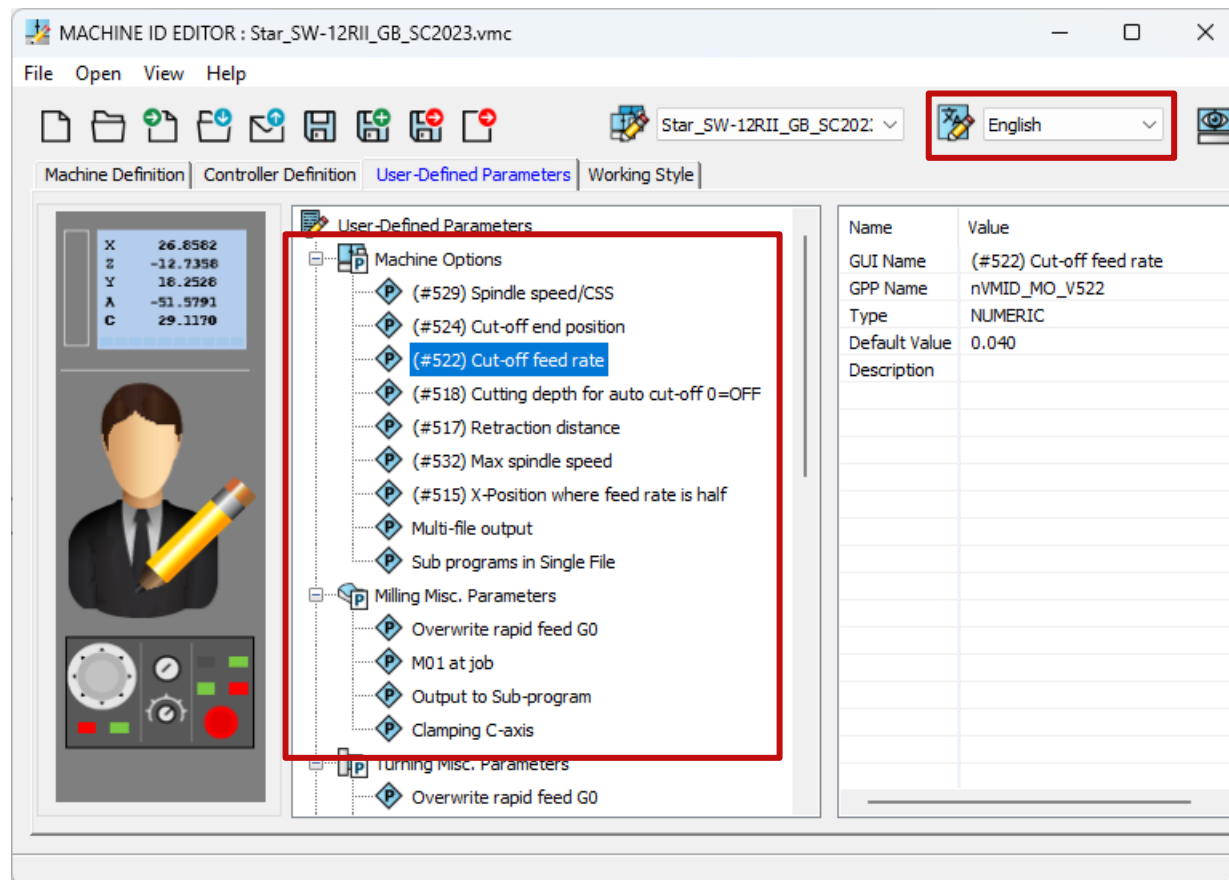 MACHINE ID EDITOR : Star_SW-12RII_GB_SC2023.vmc
File Open View Help
Star_SW-12RII_GB_SC202: English
Machine Definition Controller Definition User-Defined Parameters Working Style
X 26.8582
Z -12.7358
Y 18.2528
A -51.5791
C 29.1170
User-Defined Parameters
Machine Options
(#529) Spindle speed/CSS
(#524) Cut-off end position
(#522) Cut-off feed rate
(#518) Cutting depth for auto cut-off 0=OFF
(#517) Retraction distance
(#532) Max spindle speed
(#515) X-Position where feed rate is half
Multi-file output
Sub programs in Single File
Milling Misc. Parameters
Overwrite rapid feed G0
M01 at job
Output to Sub-program
Clamping C-axis
Turning Misc. Parameters
Overwrite rapid feed G0
Name Value
GUI Name (#522) Cut-off feed rate
GPP Name nVMID_MO_V522
Type NUMERIC
Default Value 0.040
Description